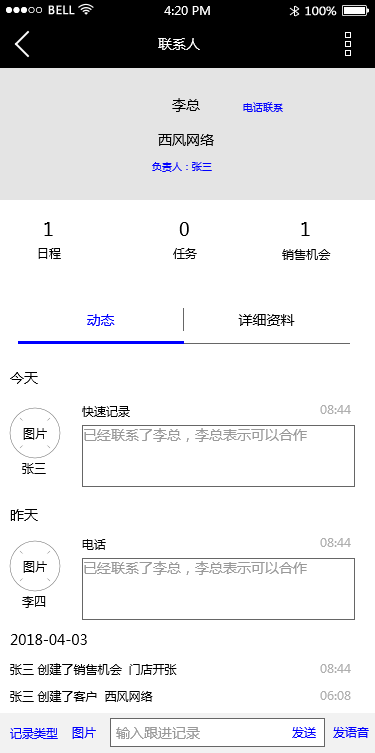 BELL 4:20 PM 100%
联系人
李总 电话联系
西风网络
负责人：张三
1 0 1
日程 任务 销售机会
动态 详细资料
今天
快速记录 08:44
图片 已经联系了李总，李总表示可以合作
张三
昨天
电话 08:44
图片 已经联系了李总，李总表示可以合作
李四
2018-04-03
张三 创建了销售机会 门店开张 08:44
张三 创建了客户 西风网络 06:08
记录类型 图片 输入跟进记录 发送 发语音